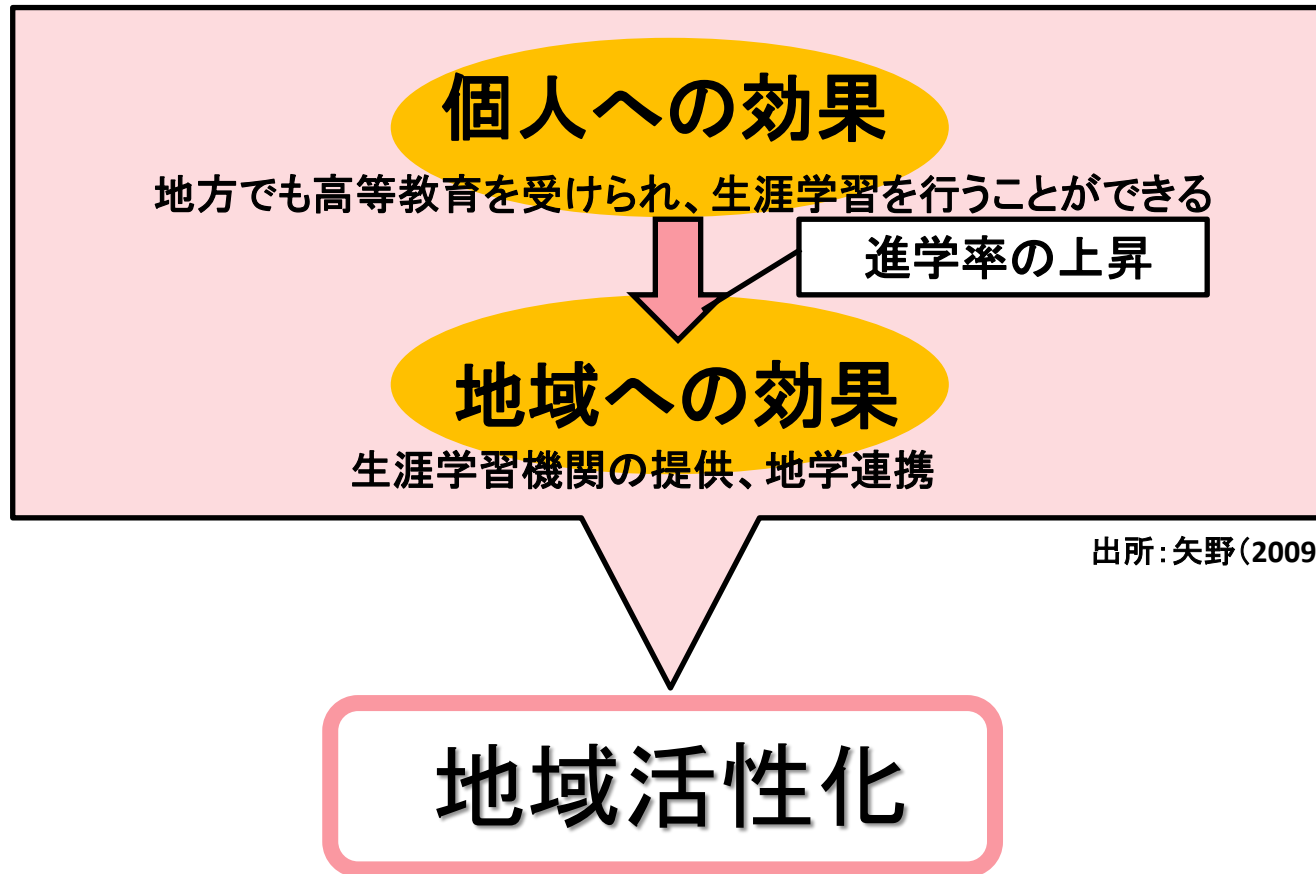 個人への効果
地方でも高等教育を受けられ、生涯学習を行うことができる
進学率の上昇
地域への効果
生涯学習機関の提供、地学連携
出所：矢野（2009
地域活性化